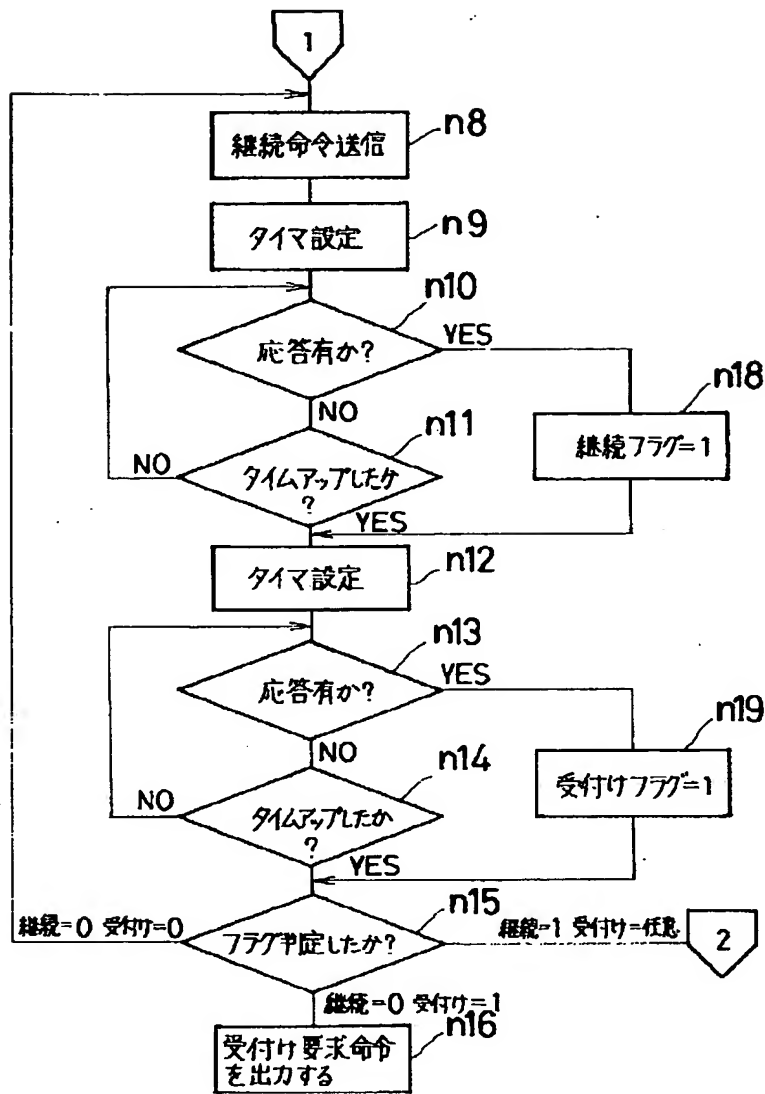 1
継続命令送信
n8
タイマ設定
n9
n10
応答有か?
YES
NO
n18
継続フラグ=1
n11
NO
タイムアップしたか
?
YES
タイマ設定
n12
n13
応答有か?
YES
NO
n19
受付けフラグ=1
n14
NO
タイムアップしたか
?
YES
n15
継続=0 受付け=0
フラグ判定したか?
継続=1 受付け=任意
2
継続=0 受付け=1
n16
受付け要求命令
を出力する